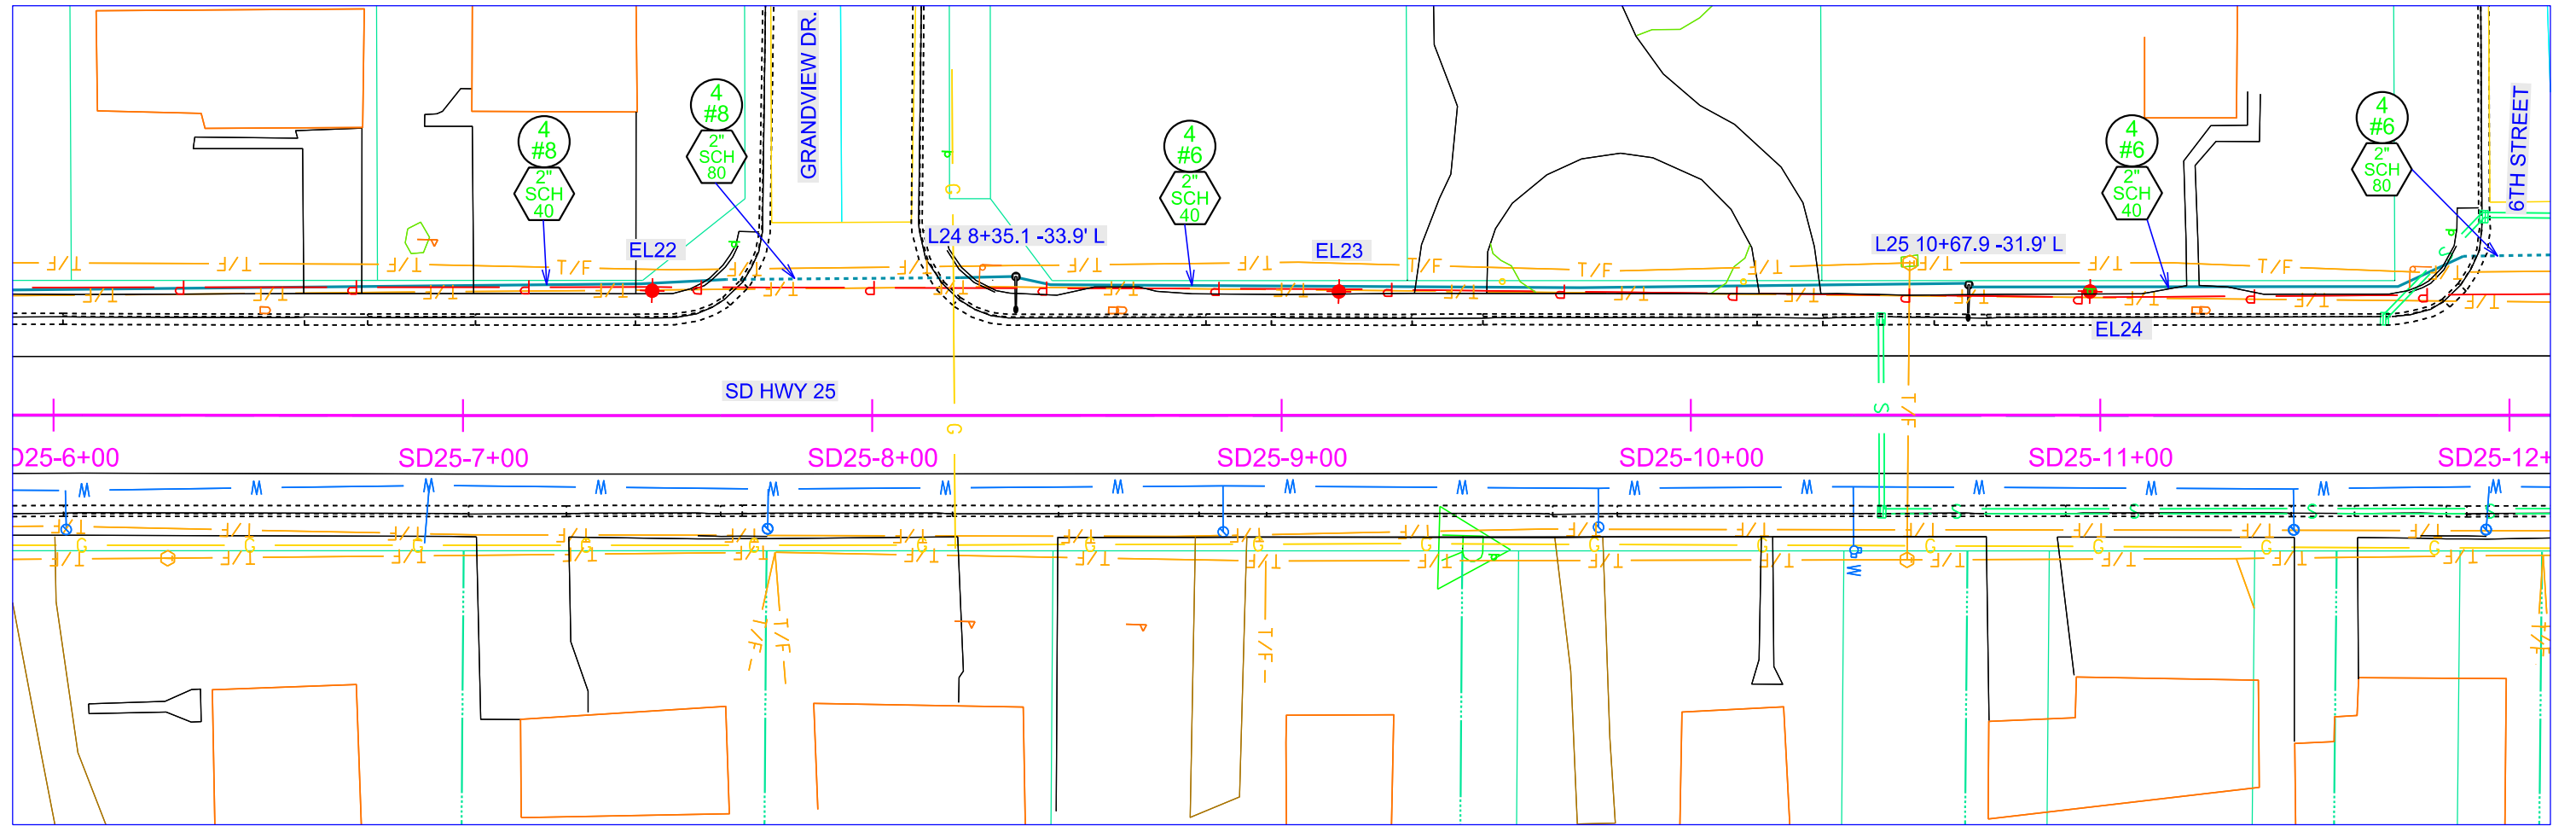 GRANDVIEW DR.
4
#8
2"
SCH
40
4
#8
2"
SCH
80
4
#6
2"
SCH
40
4
#6
2"
SCH
40
4
#6
2"
SCH
80
6TH STREET
EL22
L24 8+35.1 -33.9' L
EL23
L25 10+67.9 -31.9' L
EL24
T/F T/F T/F T/F T/F T/F T/F T/F T/F T/F T/F T/F T/F T/F
P P P P P P P P P P P P P P
T/F T/F T/F T/F T/F T/F T/F T/F T/F T/F T/F T/F T/F T/F T/F
G
SD HWY 25
S
T/F
G
D25-6+00 SD25-7+00 SD25-8+00 SD25-9+00 SD25-10+00 SD25-11+00 SD25-12+
W W W W W W W W W W W W W W W
S S S S
T/F T/F T/F T/F T/F T/F T/F T/F T/F T/F T/F T/F T/F T/F T/F
G G G G G G G G G G G G G G G
T/F T/F T/F T/F T/F T/F T/F T/F T/F T/F T/F T/F T/F T/F T/F
W
T/F T/F T/F T/F